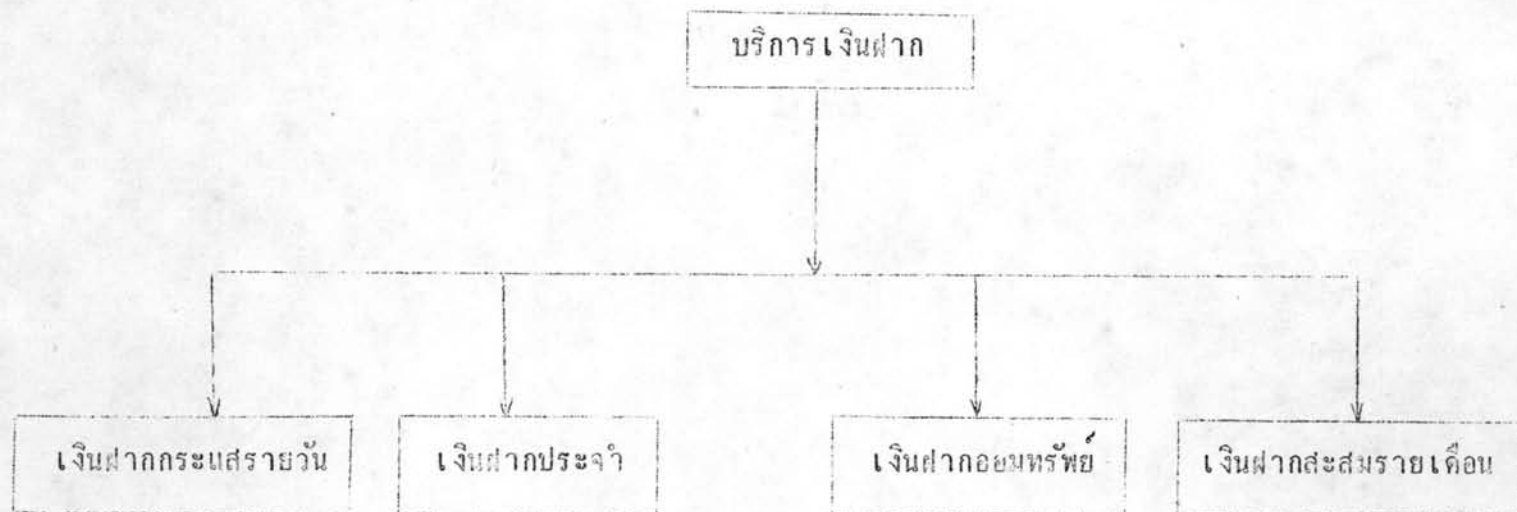 บริการเงินฝาก
เงินฝากกระแสรายวัน
เงินฝากประจำ
เงินฝากออมทรัพย์
เงินฝากสะสมรายเดือน